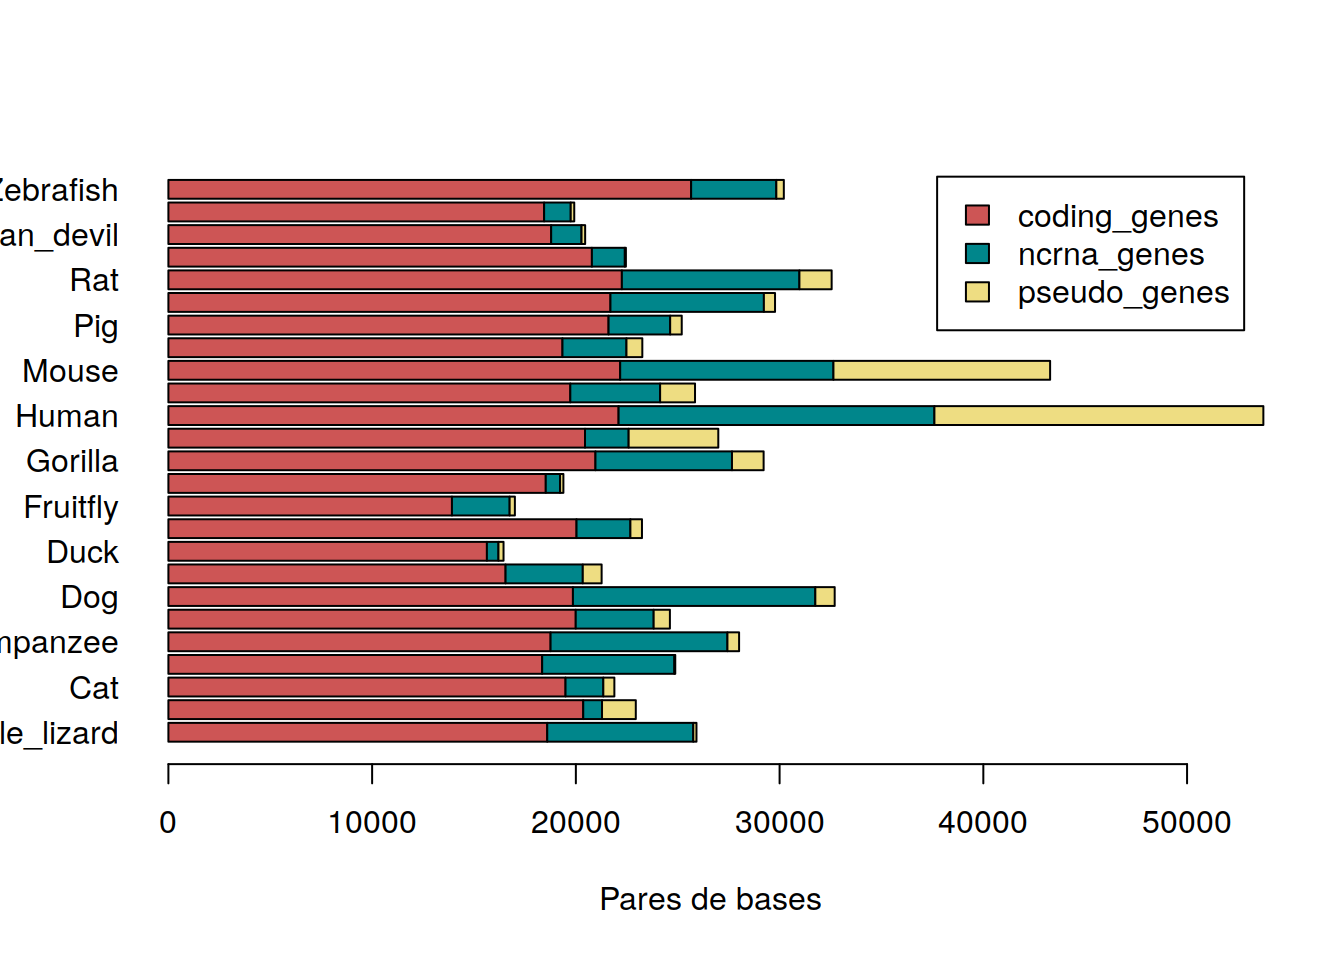 Zebrafish
an_devil
Rat
Pig
Mouse
Human
Gorilla
Fruitfly
Duck
Dog
mpanzee
Cat
le_lizard
coding_genes
ncrna_genes
pseudo_genes
0 10000 20000 30000 40000 50000
Pares de bases